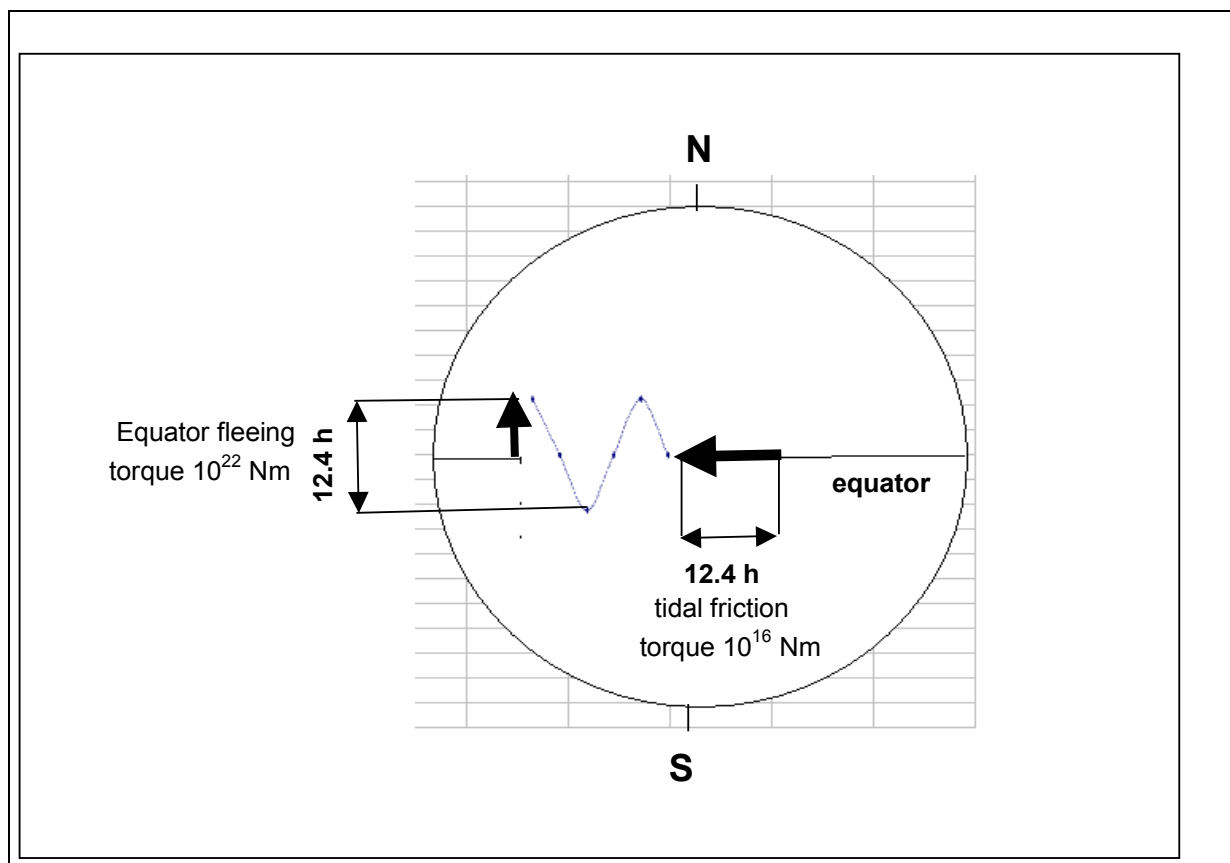 N
Equator fleeing
torque 10²² Nm
12.4 h
equator
12.4 h
tidal friction
torque 10¹⁶ Nm
S